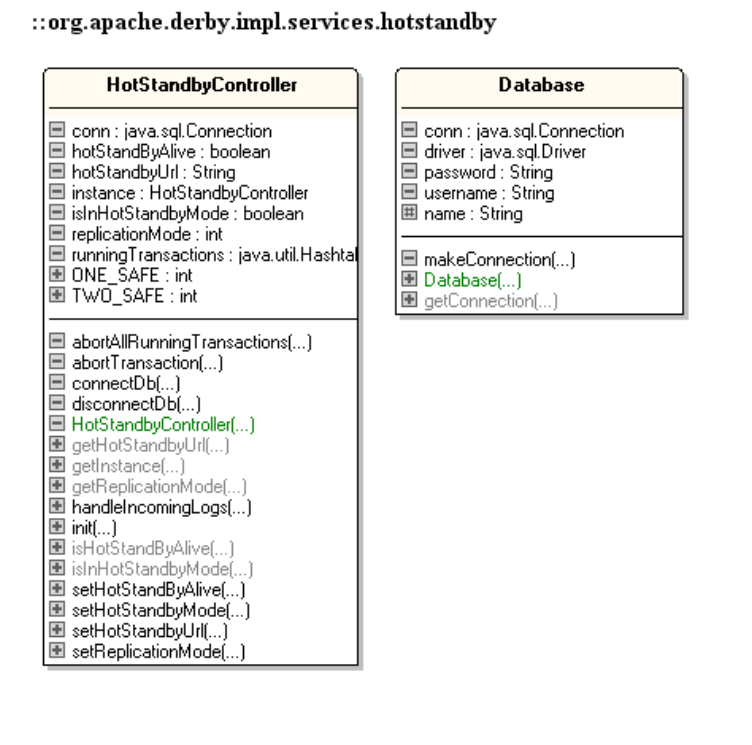 ::org.apache.derby.impl.services.hotstandby
HotStandbyController
conn : java.sql.Connection
hotStandByAlive : boolean
hotStandbyUrl : String
instance : HotStandbyController
isInHotStandbyMode : boolean
replicationMode : int
runningTransactions : java.util.Hashtal
ONE_SAFE : int
TWO_SAFE : int
abortAllRunningTransactions(...)
abortTransaction(...)
connectDb(...)
disconnectDb(...)
HotStandbyController(...)
getHotStandbyUrl(...)
getInstance(...)
getReplicationMode(...)
handleIncomingLogs(...)
init(...)
isHotStandByAlive(...)
isInHotStandbyMode(...)
setHotStandByAlive(...)
setHotStandbyMode(...)
setHotStandbyUrl(...)
setReplicationMode(...)
Database
conn : java.sql.Connection
driver : java.sql.Driver
password : String
username : String
name : String
makeConnection(...)
Database(...)
getConnection(...)